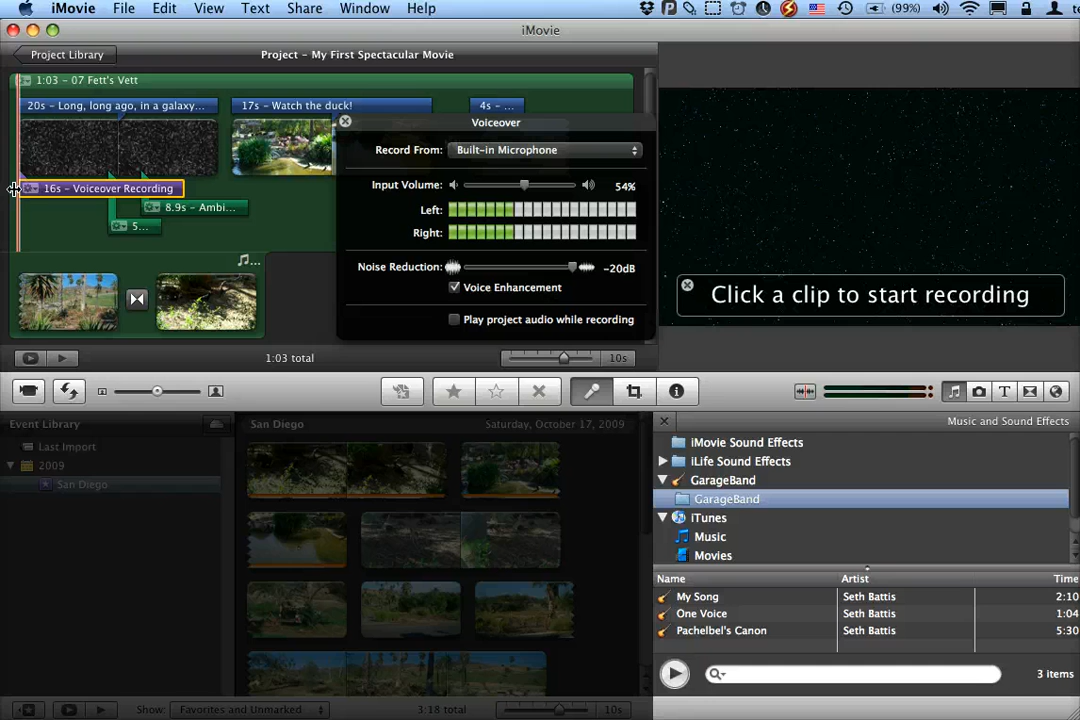 iMovie File Edit View Text Share Window Help (99%)
iMovie
Project Library
Project - My First Spectacular Movie
1:03 - 07 Fett's Vett
20s - Long, long ago, in a galaxy...
17s - Watch the duck!
4s - ...
16s - Voiceover Recording
8.9s - Ambi...
5...
...
1:03 total
10s
Voiceover
Record From: Built-in Microphone
Input Volume: 54%
Left:
Right:
Noise Reduction: -20dB
Voice Enhancement
Play project audio while recording
Click a clip to start recording
Event Library
Last Import
2009
San Diego
San Diego
Saturday, October 17, 2009
Show: Favorites and Unmarked
3:18 total
10s
Music and Sound Effects
iMovie Sound Effects
iLife Sound Effects
GarageBand
GarageBand
iTunes
Music
Movies
Name Artist Time
My Song Seth Battis 2:10
One Voice Seth Battis 1:04
Pachelbel's Canon Seth Battis 5:30
3 items